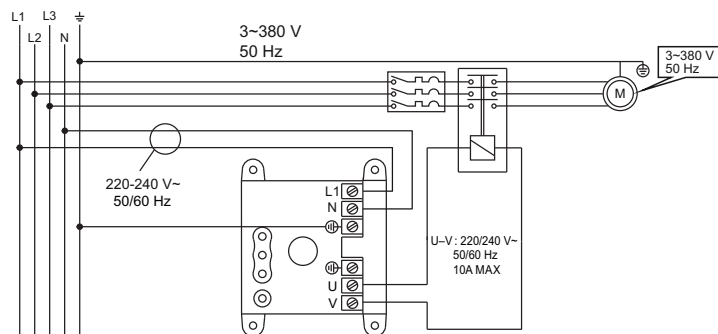 L1
L3
L2
N
3~380 V
50 Hz
3~380 V
50 Hz
M
220-240 V~
50/60 Hz
L1
N
U–V : 220/240 V~
50/60 Hz
10A MAX
U
V